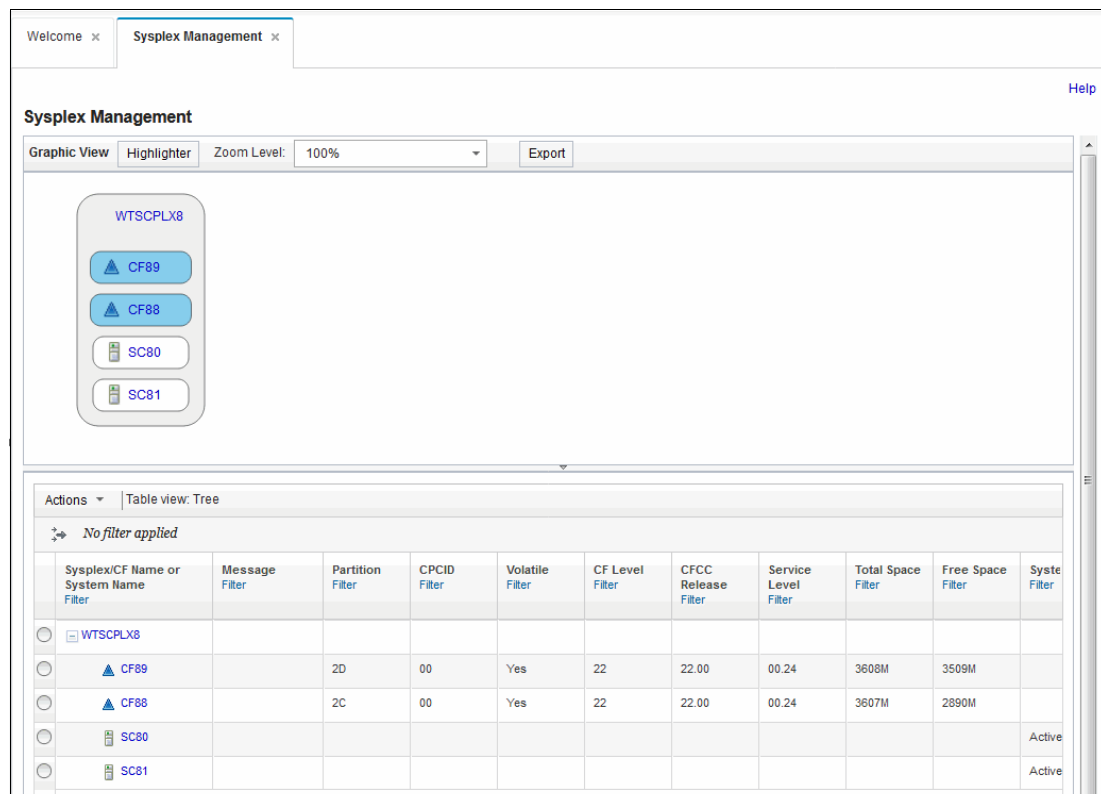 Welcome × Sysplex Management ×
Help
Sysplex Management
Graphic View Highlighter Zoom Level: 100% Export
WTSCPLX8
CF89
CF88
SC80
SC81
Actions Table view: Tree
No filter applied
Sysplex/CF Name or System Name Filter
Message Filter
Partition Filter
CPCID Filter
Volatile Filter
CF Level Filter
CFCC Release Filter
Service Level Filter
Total Space Filter
Free Space Filter
Syste Filter
WTSCPLX8
CF89 2D 00 Yes 22 22.00 00.24 3608M 3509M
CF88 2C 00 Yes 22 22.00 00.24 3607M 2890M
SC80 Active
SC81 Active